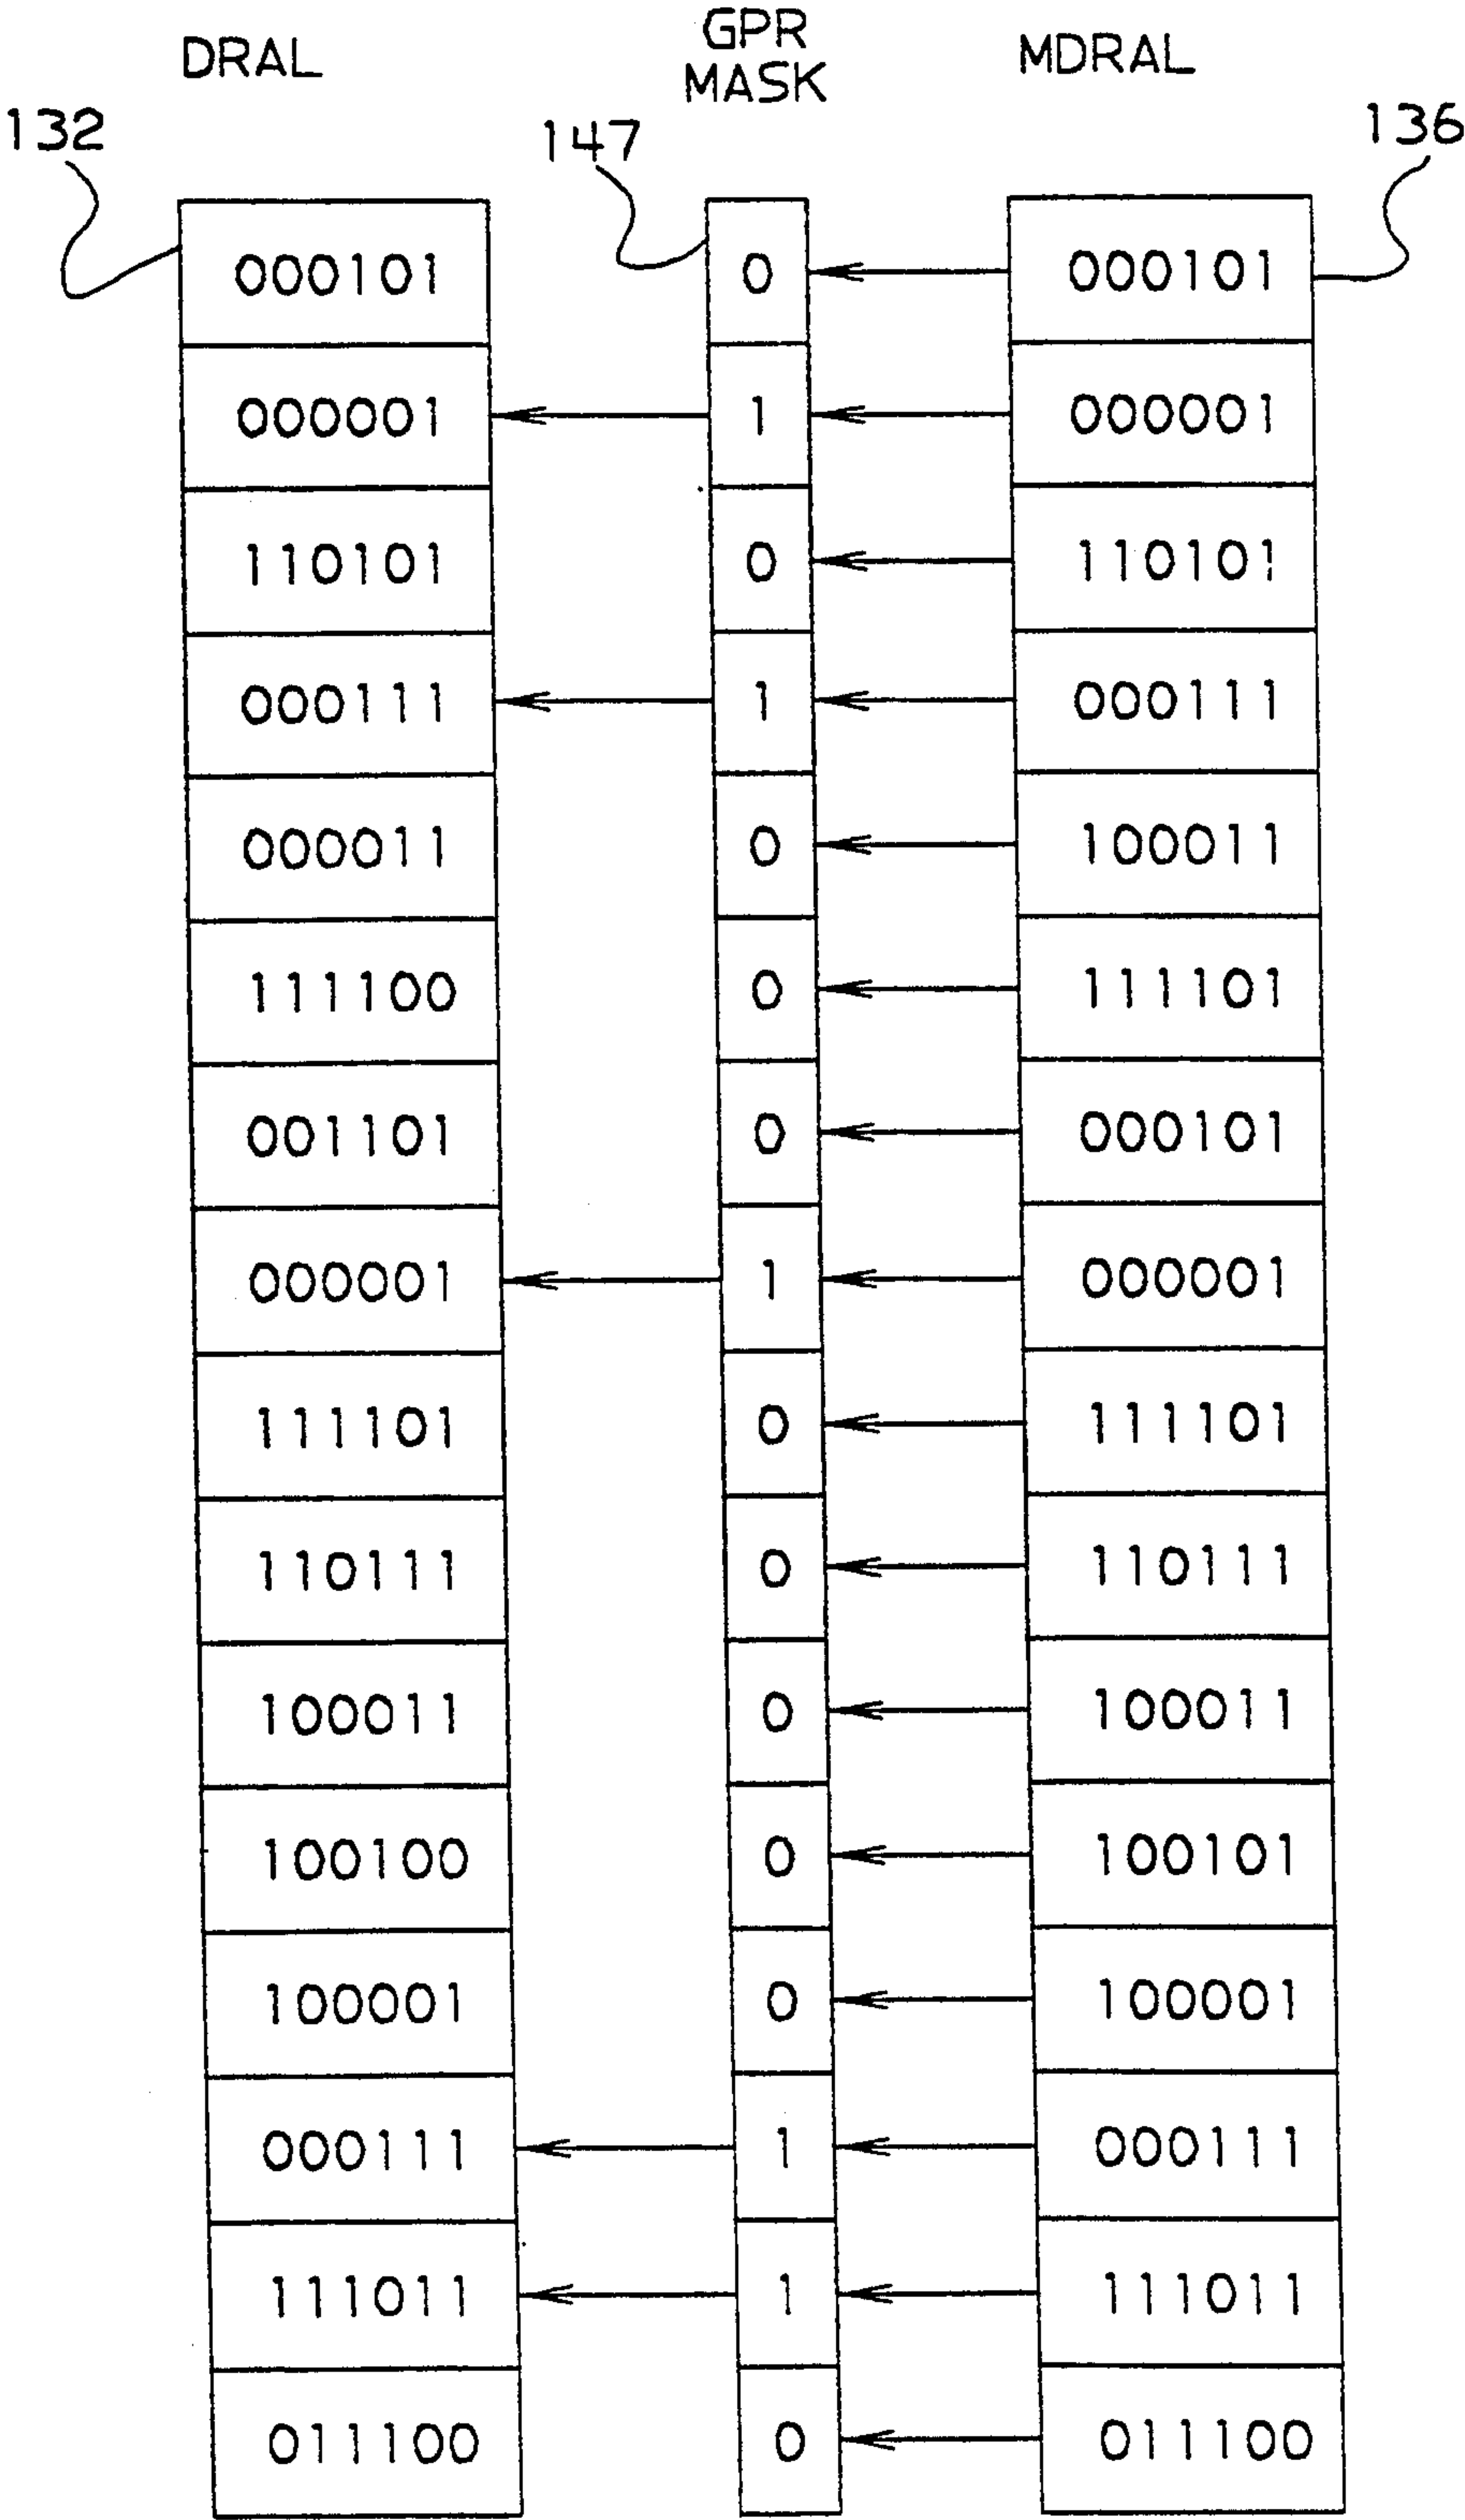 DRAL GPR MASK MDRAL
132 147 136
000101 0 000101
000001 1 000001
110101 0 110101
000111 1 000111
000011 0 100011
111100 0 111101
001101 0 000101
000001 1 000001
111101 0 111101
110111 0 110111
100011 0 100011
100100 0 100101
100001 0 100001
000111 1 000111
111011 1 111011
011100 0 011100